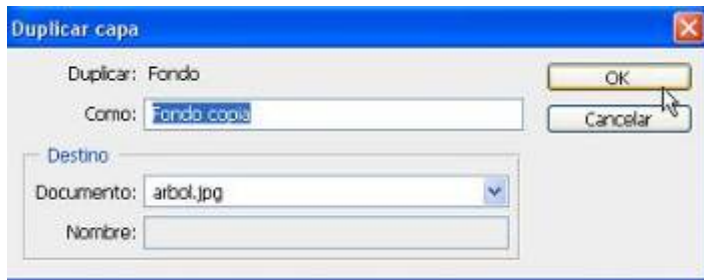 Duplicar capa
Duplicar: Fondo
OK
Como: Fondo copia
Cancelar
Destino
Documento: arbol.jpg
Nombre: